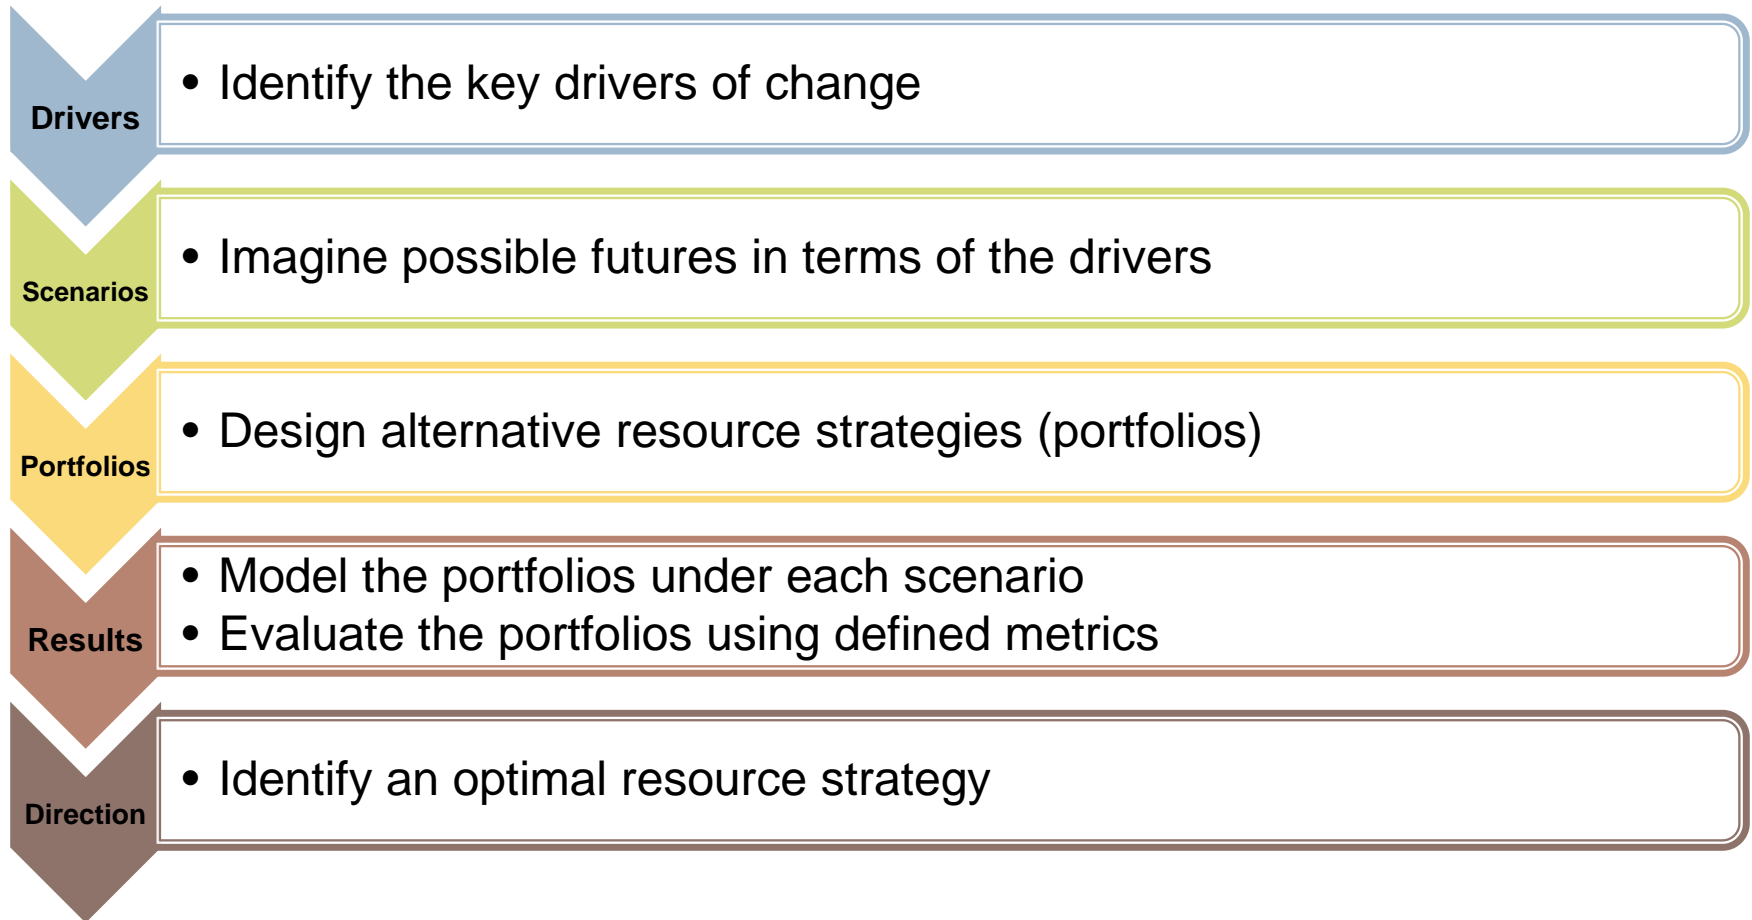 Drivers
• Identify the key drivers of change
Scenarios
• Imagine possible futures in terms of the drivers
Portfolios
• Design alternative resource strategies (portfolios)
Results
• Model the portfolios under each scenario
• Evaluate the portfolios using defined metrics
Direction
• Identify an optimal resource strategy